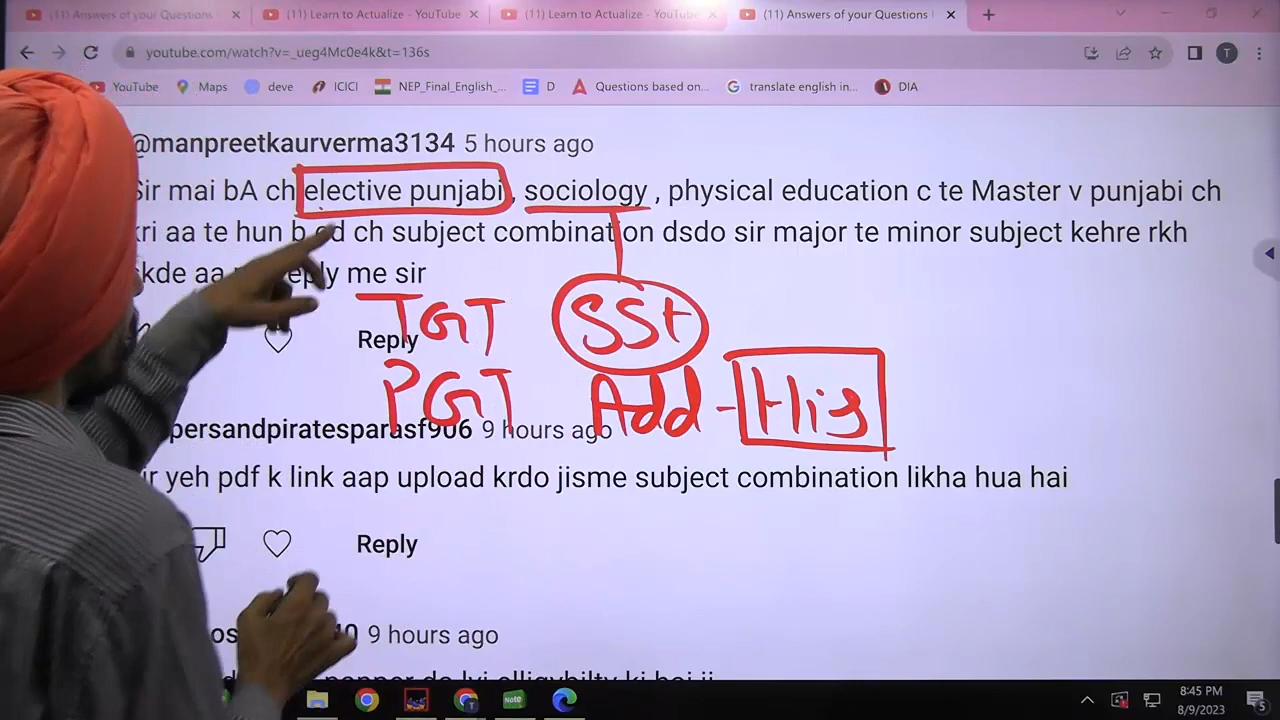 (11) Answers of your Questions
(11) Learn to Actualize - YouTube
(11) Learn to Actualize - YouTube
(11) Answers of your Questions
youtube.com/watch?v=_ueg4Mc0e4k&t=136s
YouTube
Maps
deve
ICICI
NEP_Final_English_...
D
Questions based on...
translate english in...
DIA
T
@manpreetkaurverma3134 5 hours ago
Sir mai bA ch elective punjabi , sociology , physical education c te Master v punjabi ch
kri aa te hun b ed ch subject combination dsdo sir major te minor subject kehre rkh
skde aa reply me sir
TGT SSt
Reply
PGT Add - His
persandpiratesparasf906 9 hours ago
sir yeh pdf k link aap upload krdo jisme subject combination likha hua hai
Reply
9 hours ago
Note
8:45 PM
8/9/2023
5